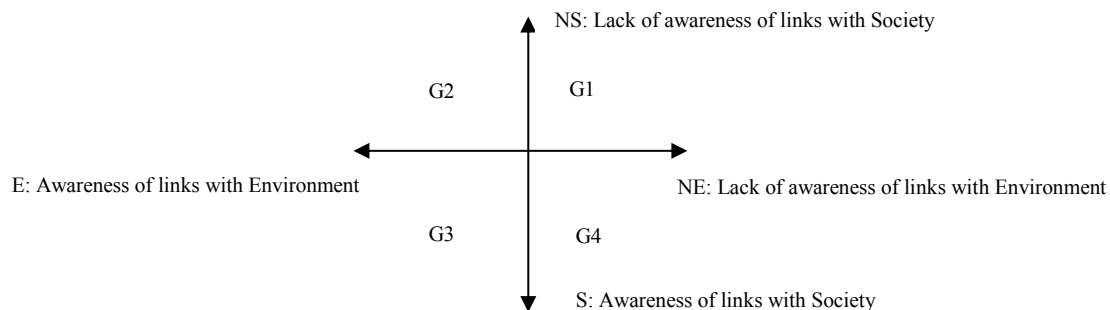 NS: Lack of awareness of links with Society
G2
G1
E: Awareness of links with Environment
NE: Lack of awareness of links with Environment
G3
G4
S: Awareness of links with Society